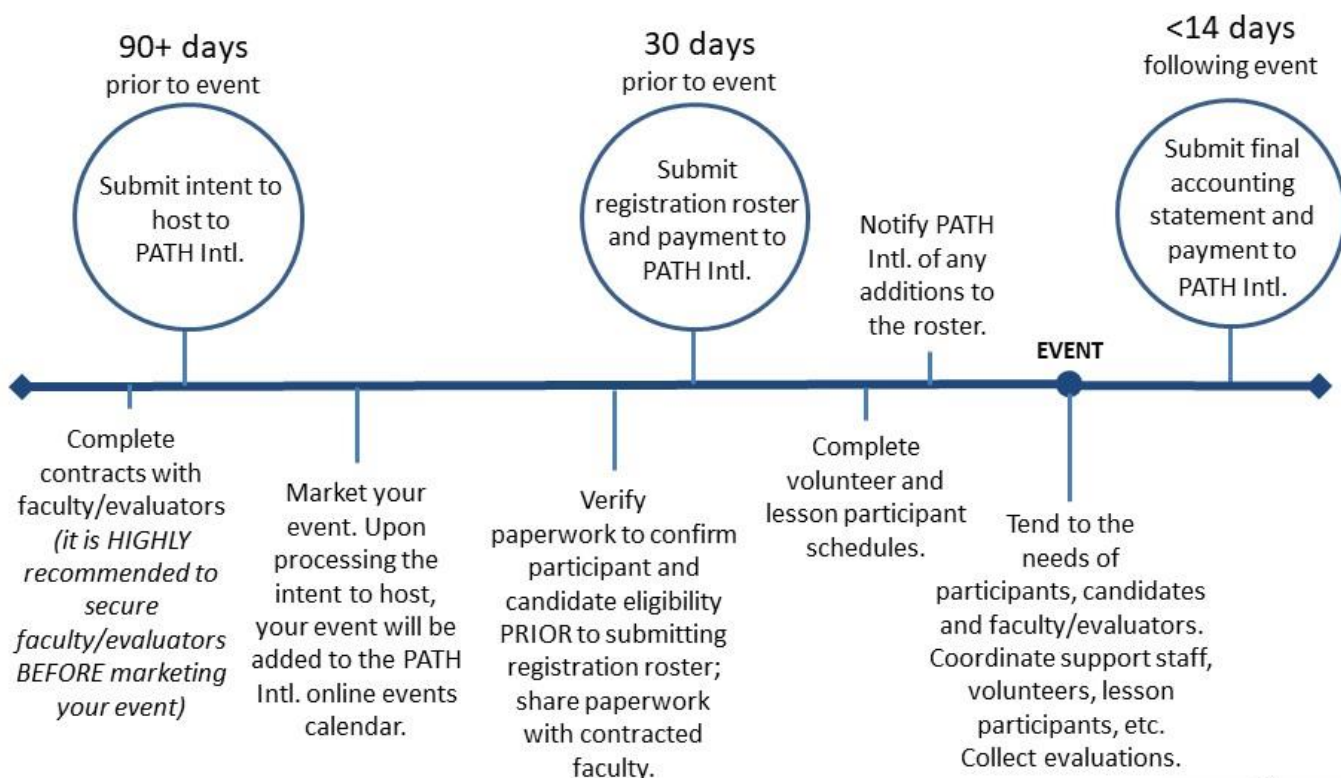 90+ days
prior to event
Submit intent to
host to
PATH Intl.
30 days
prior to event
Submit
registration roster
and payment to
PATH Intl.
Notify PATH
Intl. of any
additions to
the roster.
EVENT
<14 days
following event
Submit final
accounting
statement and
payment to
PATH Intl.
Complete
contracts with
faculty/evaluators
(it is HIGHLY
recommended to
secure
faculty/evaluators
BEFORE marketing
your event)
Market your
event. Upon
processing the
intent to host,
your event will be
added to the PATH
Intl. online events
calendar.
Verify
paperwork to confirm
participant and
candidate eligibility
PRIOR to submitting
registration roster;
share paperwork
with contracted
faculty.
Complete
volunteer and
lesson participant
schedules.
Tend to the
needs of
participants, candidates
and faculty/evaluators.
Coordinate support staff,
volunteers, lesson
participants, etc.
Collect evaluations.